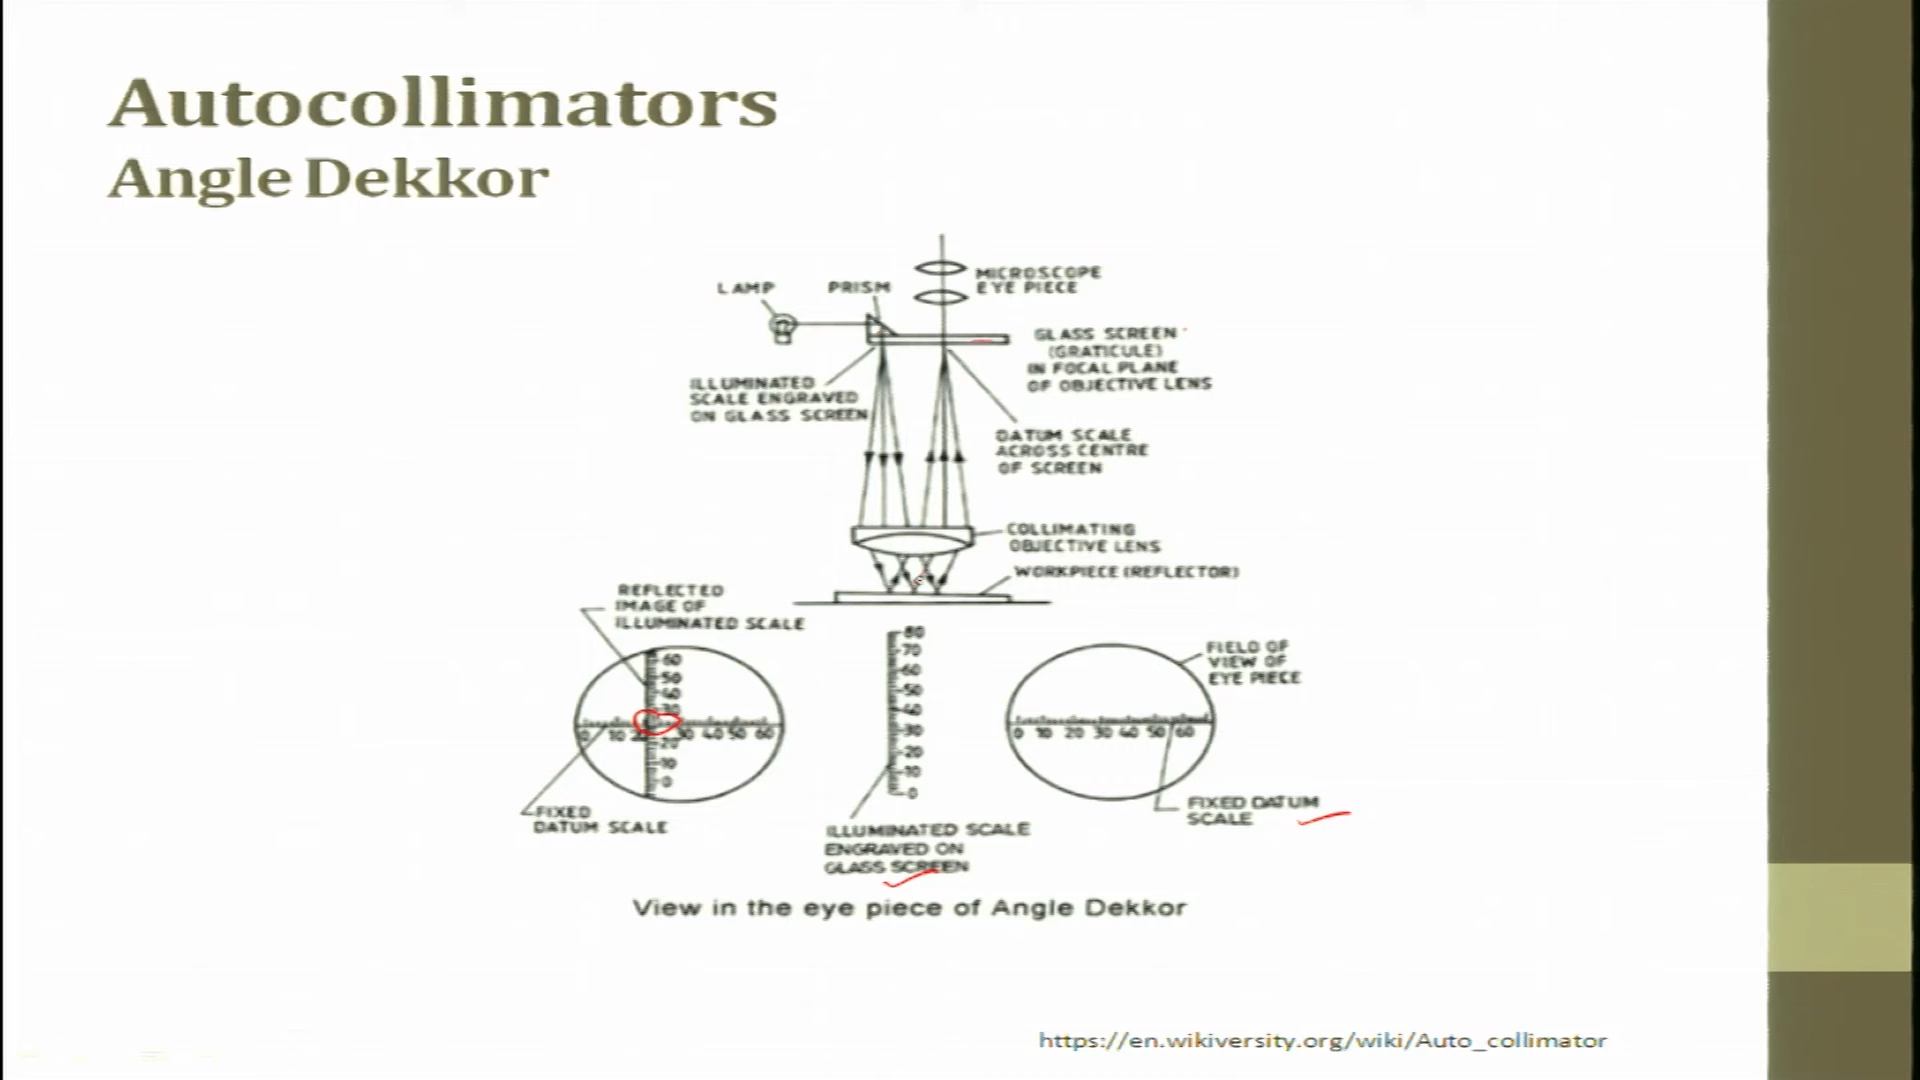 Autocollimators
Angle Dekkor
LAMP
PRISM
MICROSCOPE
EYE PIECE
GLASS SCREEN
(GRATICULE)
IN FOCAL PLANE
OF OBJECTIVE LENS
ILLUMINATED
SCALE ENGRAVED
ON GLASS SCREEN
DATUM SCALE
ACROSS CENTRE
OF SCREEN
COLLIMATING
OBJECTIVE LENS
WORKPIECE (REFLECTOR)
REFLECTED
IMAGE OF
ILLUMINATED SCALE
60
50
40
30
20
10
0
0 10 30 40 50 60
FIXED
DATUM SCALE
80
70
60
50
40
30
20
10
0
ILLUMINATED SCALE
ENGRAVED ON
GLASS SCREEN
FIELD OF
VIEW OF
EYE PIECE
0 10 20 30 40 50 60
FIXED DATUM
SCALE
View in the eye piece of Angle Dekkor
https://en.wikiversity.org/wiki/Auto_collimator